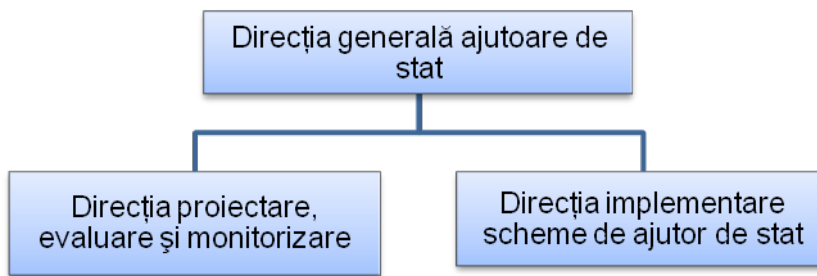 Direcția generală ajutoare de
stat
Direcția proiectare,
evaluare şi monitorizare
Direcția implementare
scheme de ajutor de stat